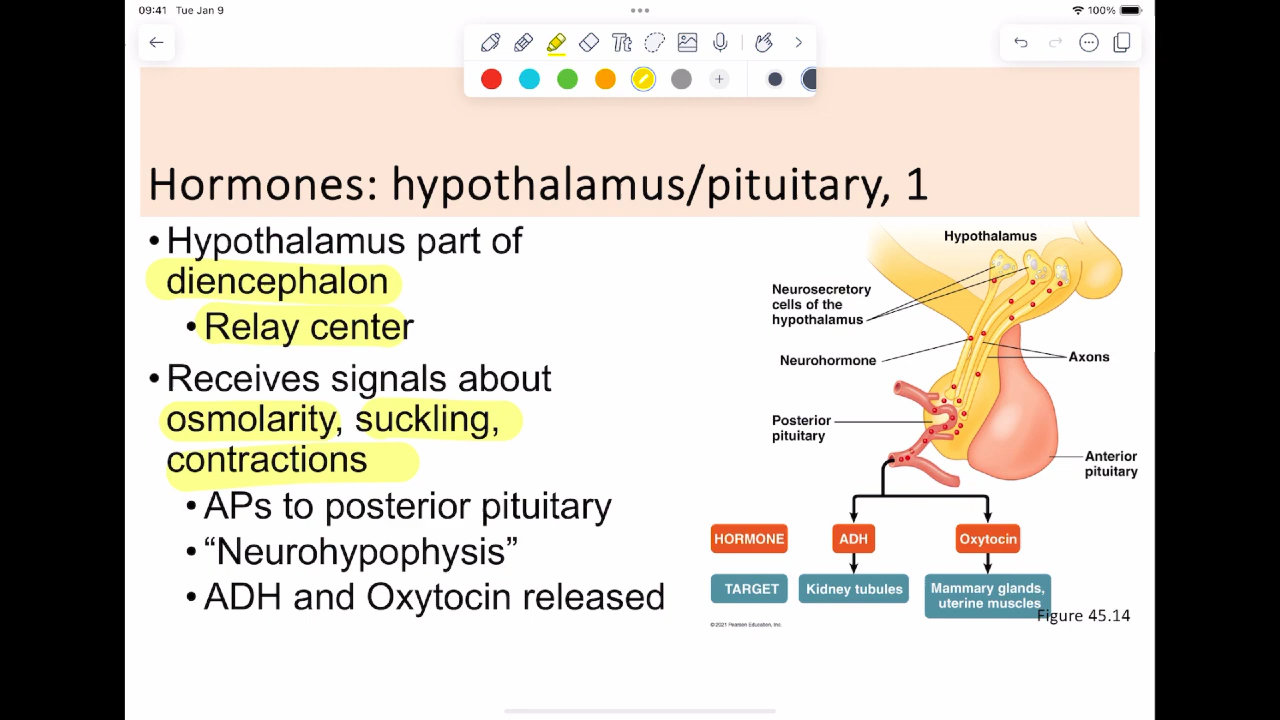 09:41 Tue Jan 9
100%
Tt
Hormones: hypothalamus/pituitary, 1
•Hypothalamus part of
diencephalon
•Relay center
•Receives signals about
osmolarity, suckling,
contractions
•APs to posterior pituitary
•“Neurohypophysis”
•ADH and Oxytocin released
Hypothalamus
Neurosecretory
cells of the
hypothalamus
Neurohormone
Axons
Posterior
pituitary
Anterior
pituitary
HORMONE ADH Oxytocin
TARGET Kidney tubules Mammary glands,
uterine muscles
Figure 45.14
©2021 Pearson Education, Inc.